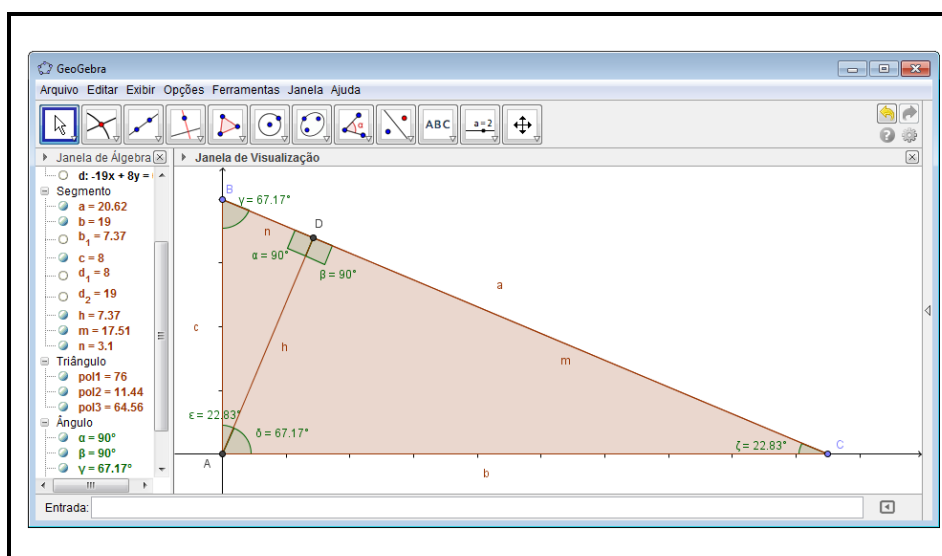 GeoGebra
Arquivo Editar Exibir Opções Ferramentas Janela Ajuda
ABC
a=2
Janela de Álgebra
Janela de Visualização
d: -19x + 8y =
Segmento
a = 20.62
b = 19
b₁ = 7.37
c = 8
d₁ = 8
d₂ = 19
h = 7.37
m = 17.51
n = 3.1
Triângulo
pol1 = 76
pol2 = 11.44
pol3 = 64.56
Ângulo
α = 90°
β = 90°
γ = 67.17°
B
γ = 67.17°
D
n
α = 90°
β = 90°
a
c
h
m
ε = 22.83°
δ = 67.17°
ζ = 22.83°
C
A
b
Entrada: